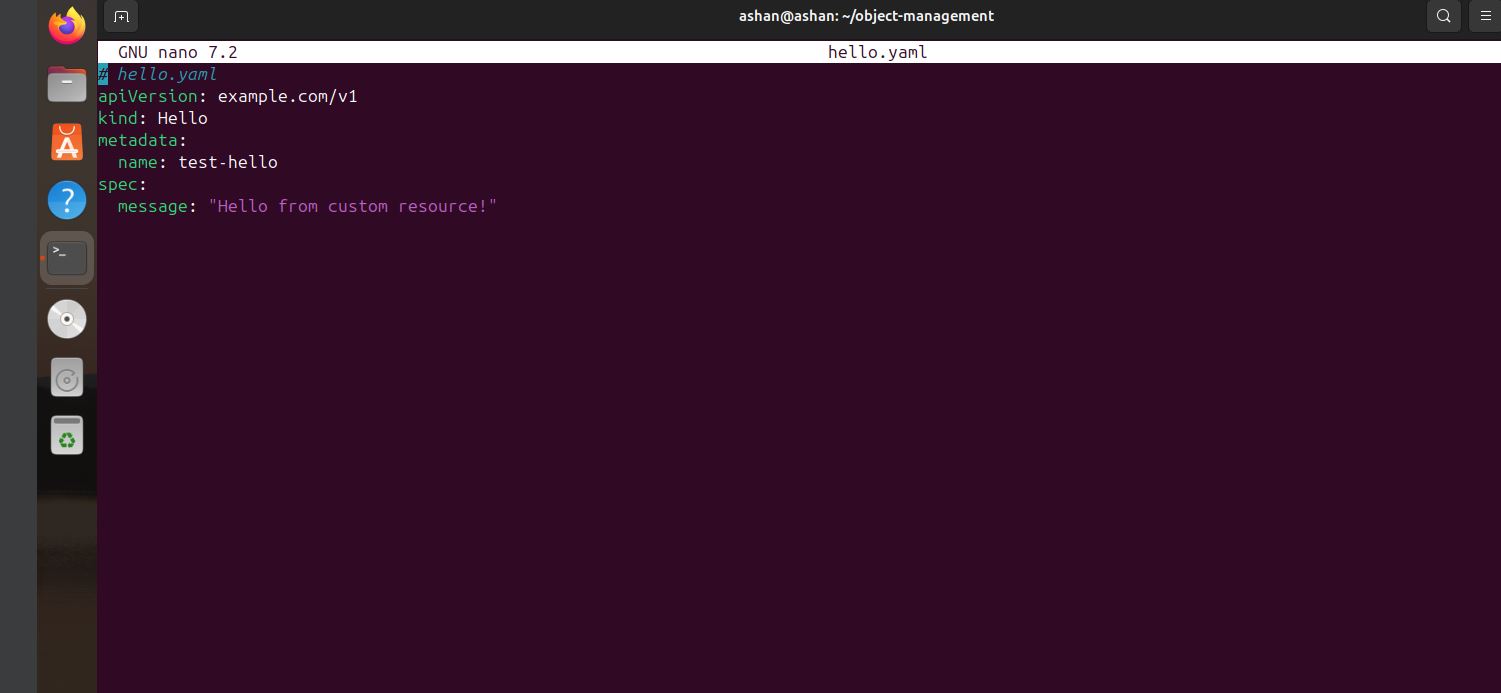 ashan@ashan: ~/object-management
GNU nano 7.2 hello.yaml
# hello.yaml
apiVersion: example.com/v1
kind: Hello
metadata:
  name: test-hello
spec:
  message: "Hello from custom resource!"